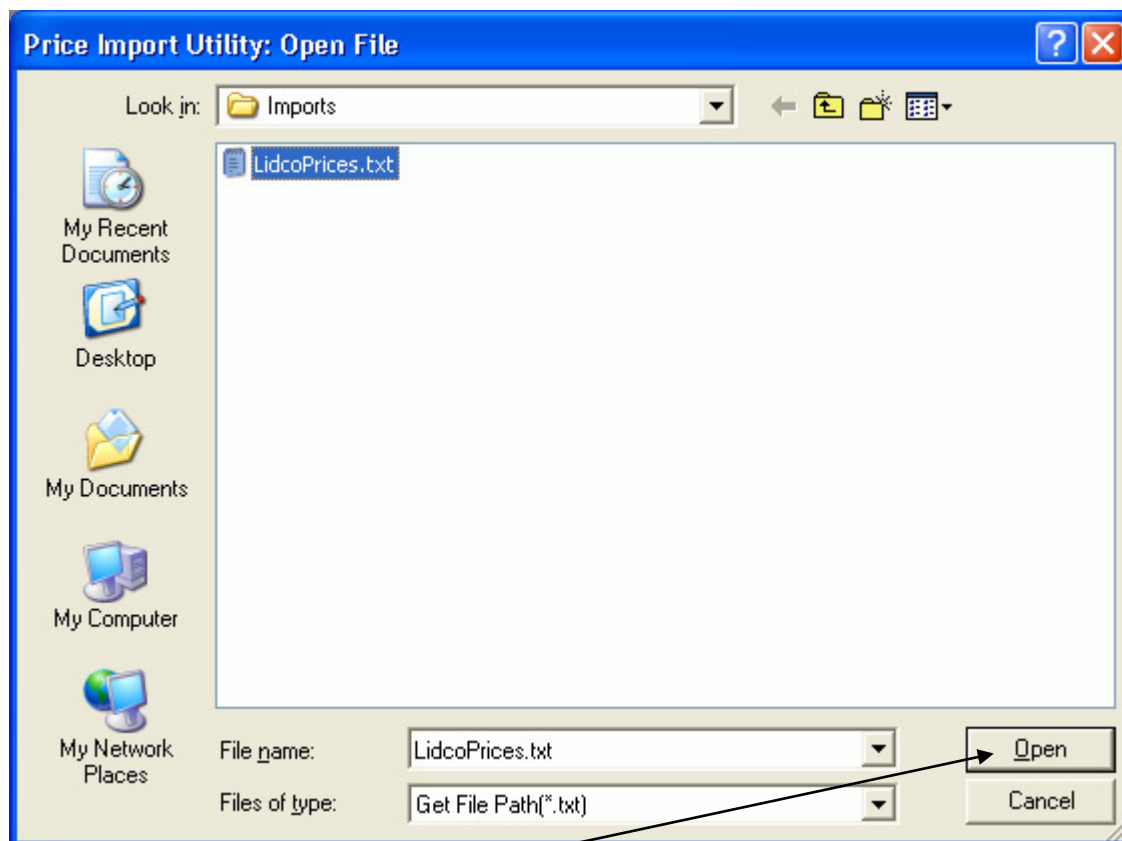 Price Import Utility: Open File
Look in: Imports
LidcoPrices.txt
My Recent
Documents
Desktop
My Documents
My Computer
My Network
Places
File name: LidcoPrices.txt Open
Files of type: Get File Path(*.txt) Cancel